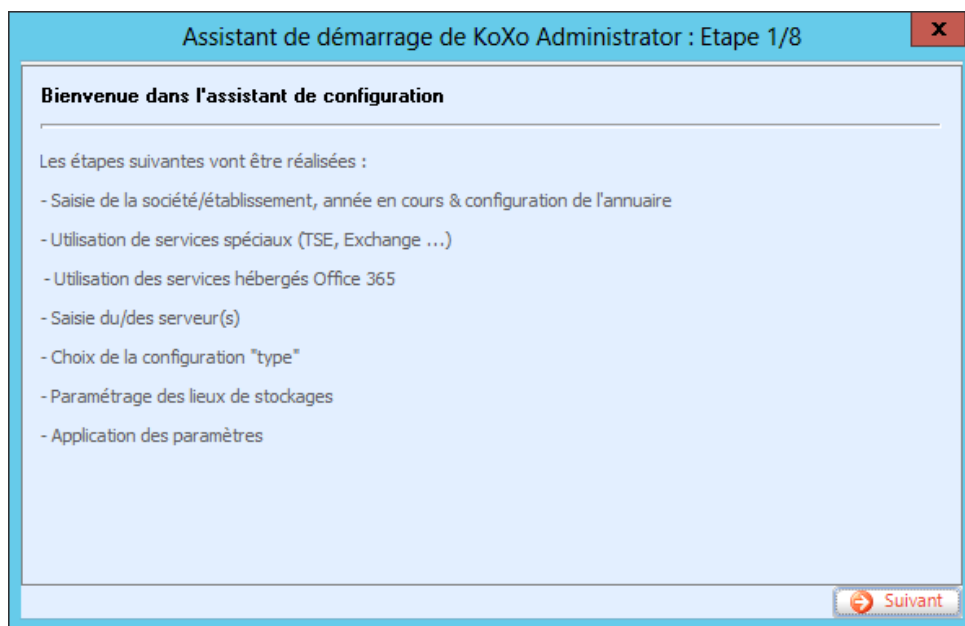 Assistant de démarrage de KoXo Administrator : Etape 1/8
x
Bienvenue dans l'assistant de configuration
Les étapes suivantes vont être réalisées :
- Saisie de la société/établissement, année en cours & configuration de l'annuaire
- Utilisation de services spéciaux (TSE, Exchange ...)
- Utilisation des services hébergés Office 365
- Saisie du/des serveur(s)
- Choix de la configuration "type"
- Paramétrage des lieux de stockages
- Application des paramètres
Suivant